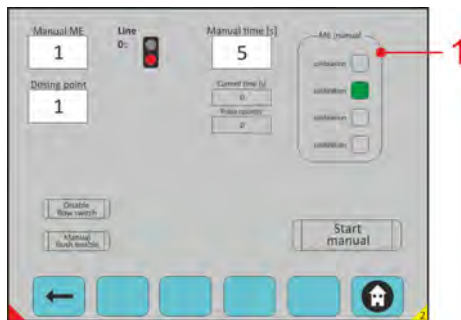 Manual ME
1
Line
0:
Manual time [s]
5
ME manual
1
Dosing point
1
Current time [s]
0
Pulse counter
0
Disable
flow switch
Manual
flush enable
Start
manual
2